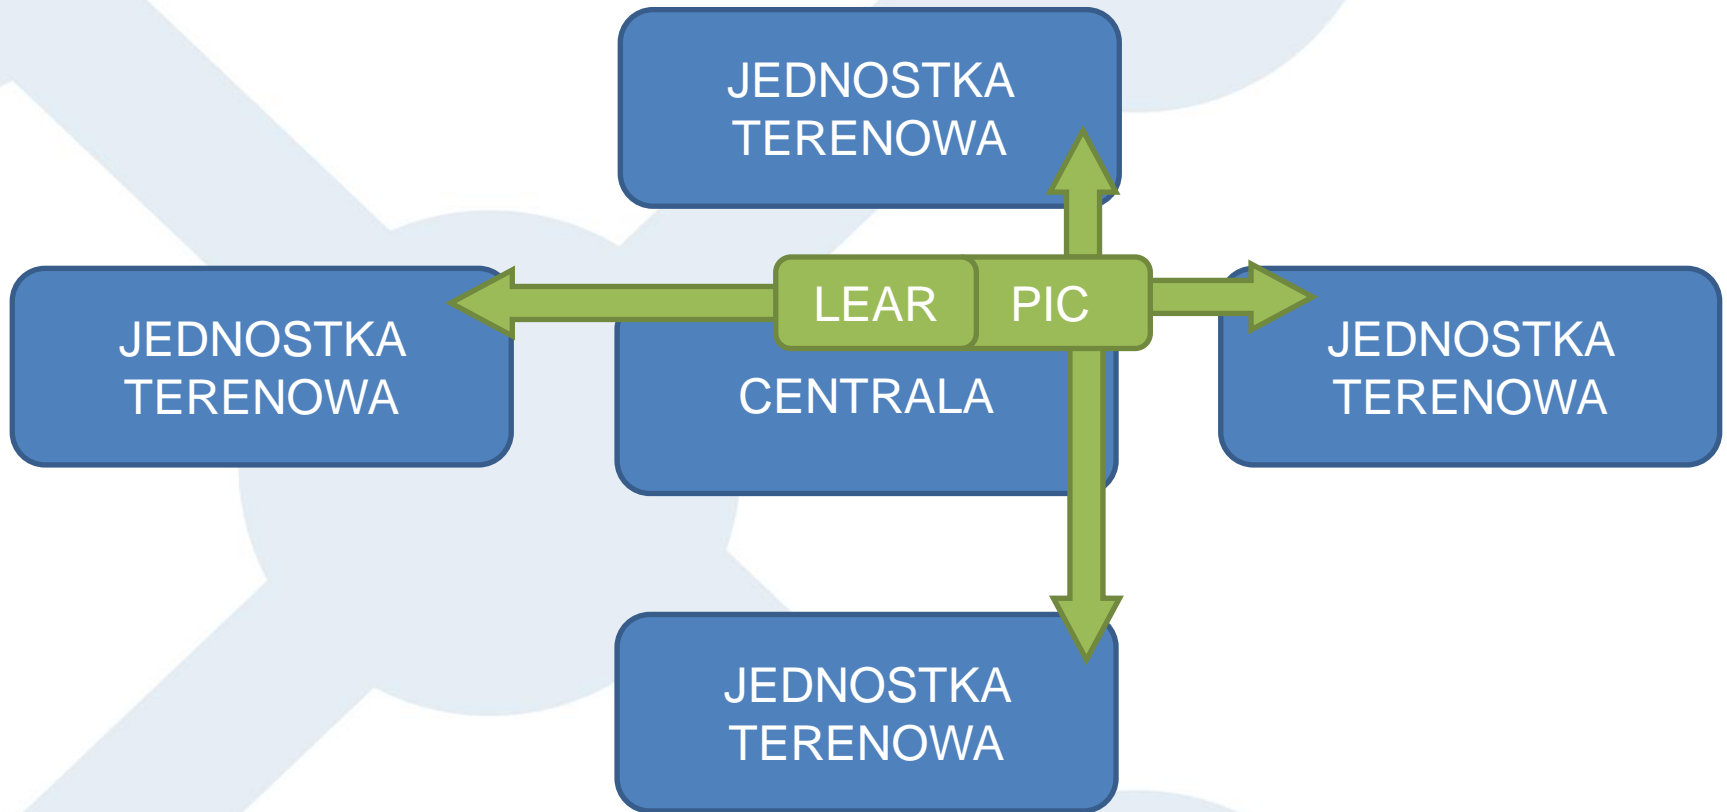 JEDNOSTKA
TERENOWA
LEAR PIC
JEDNOSTKA
TERENOWA
CENTRALA
JEDNOSTKA
TERENOWA
JEDNOSTKA
TERENOWA